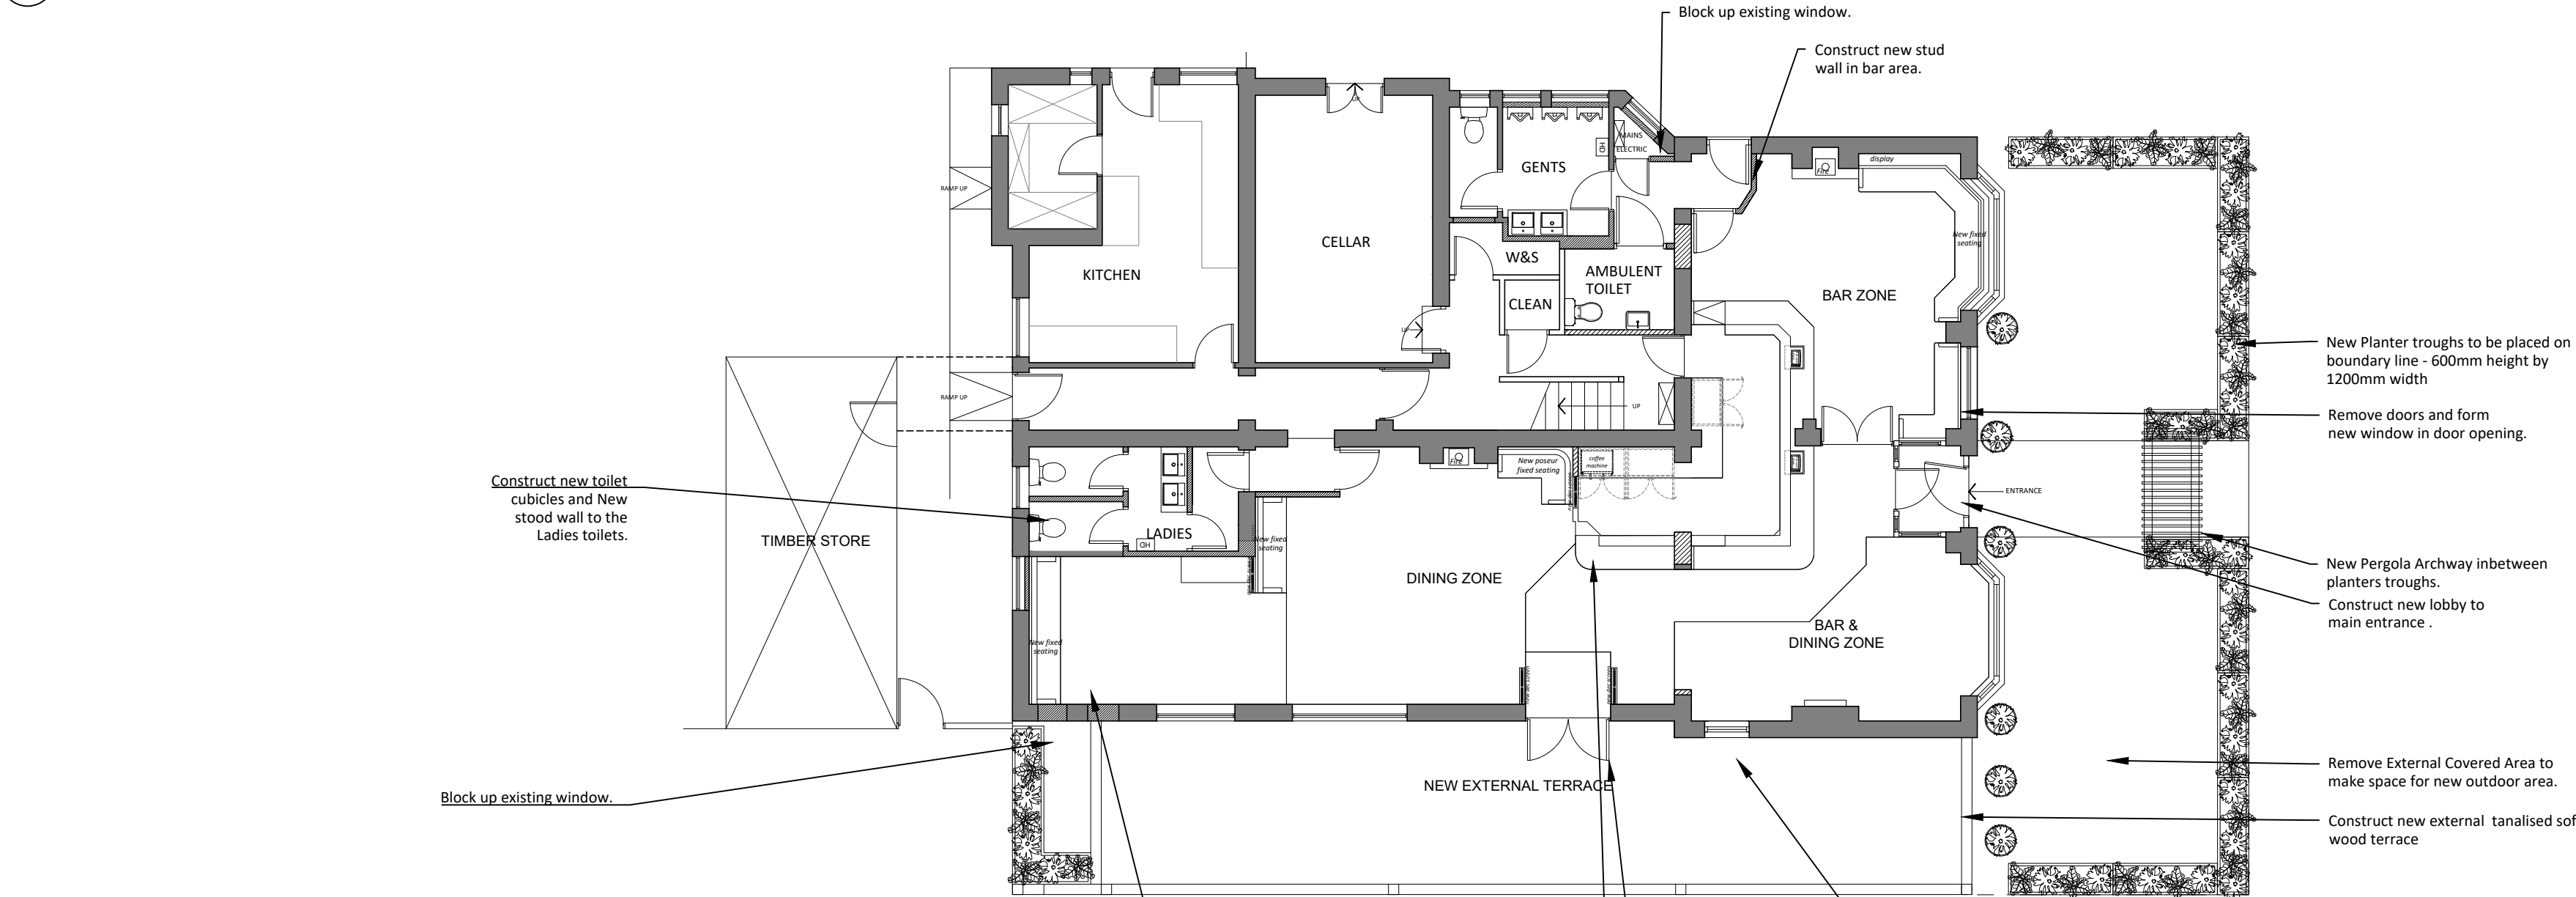 Block up existing window.
Construct new stud
wall in bar area.
MAINS
ELECTRIC
HD
GENTS
display
Fire
New fixed
seating
UP
RAMP UP
KITCHEN
CELLAR
W&S
CLEAN
AMBULENT
TOILET
BAR ZONE
UP
New Planter troughs to be placed on
boundary line - 600mm height by
1200mm width
Remove doors and form
new window in door opening.
RAMP UP
UP
Fire
New poseur
fixed seating
coffee
machine
ENTRANCE
Construct new toilet
cubicles and New
stood wall to the
Ladies toilets.
TIMBER STORE
LADIES
HD
New fixed
seating
DINING ZONE
New Pergola Archway inbetween
planters troughs.
Construct new lobby to
main entrance .
BAR &
DINING ZONE
New fixed
seating
Block up existing window.
NEW EXTERNAL TERRACE
Remove External Covered Area to
make space for new outdoor area.
Construct new external tanalised sof
wood terrace